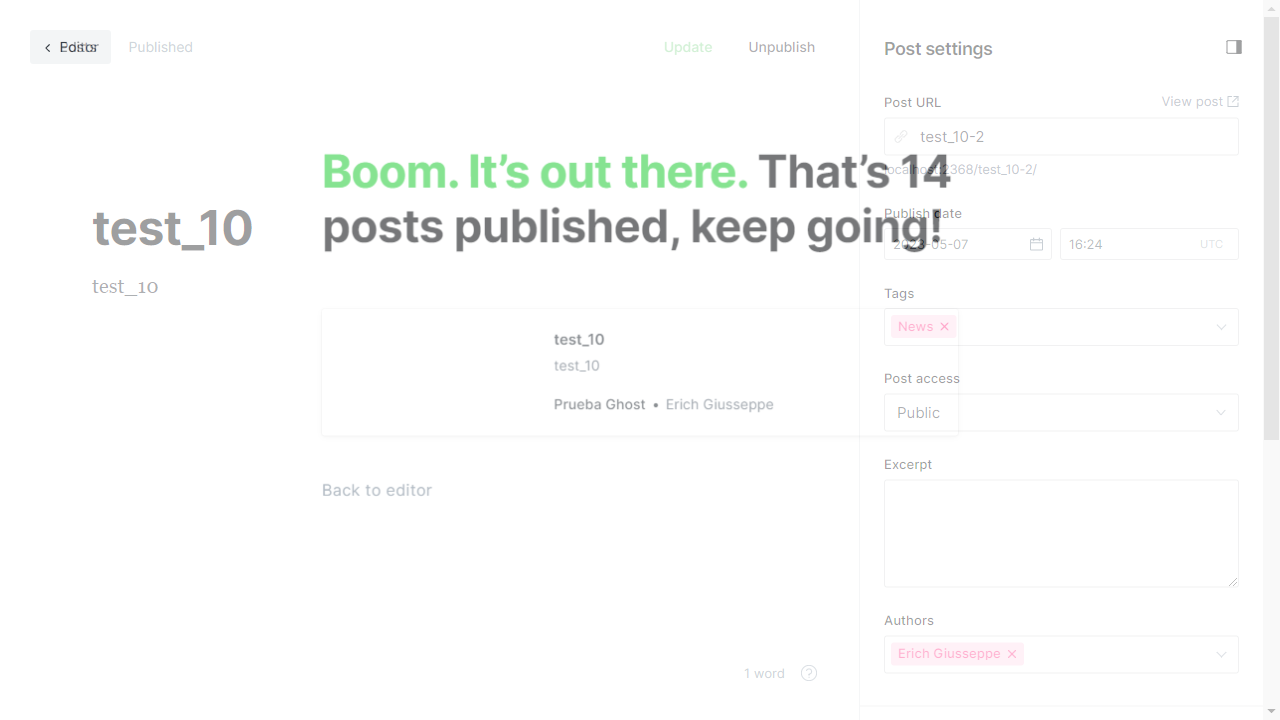 Posts
Editor
Published
Update
Unpublish
Boom. It's out there. That's 14
posts published, keep going!
test_10
test_10
test_10
test_10
Prueba Ghost • Erich Giusseppe
Back to editor
1 word
Post settings
Post URL
View post
test_10-2
localhost:2368/test_10-2/
Publish date
2023-05-07
16:24
UTC
Tags
News
Post access
Public
Excerpt
Authors
Erich Giusseppe